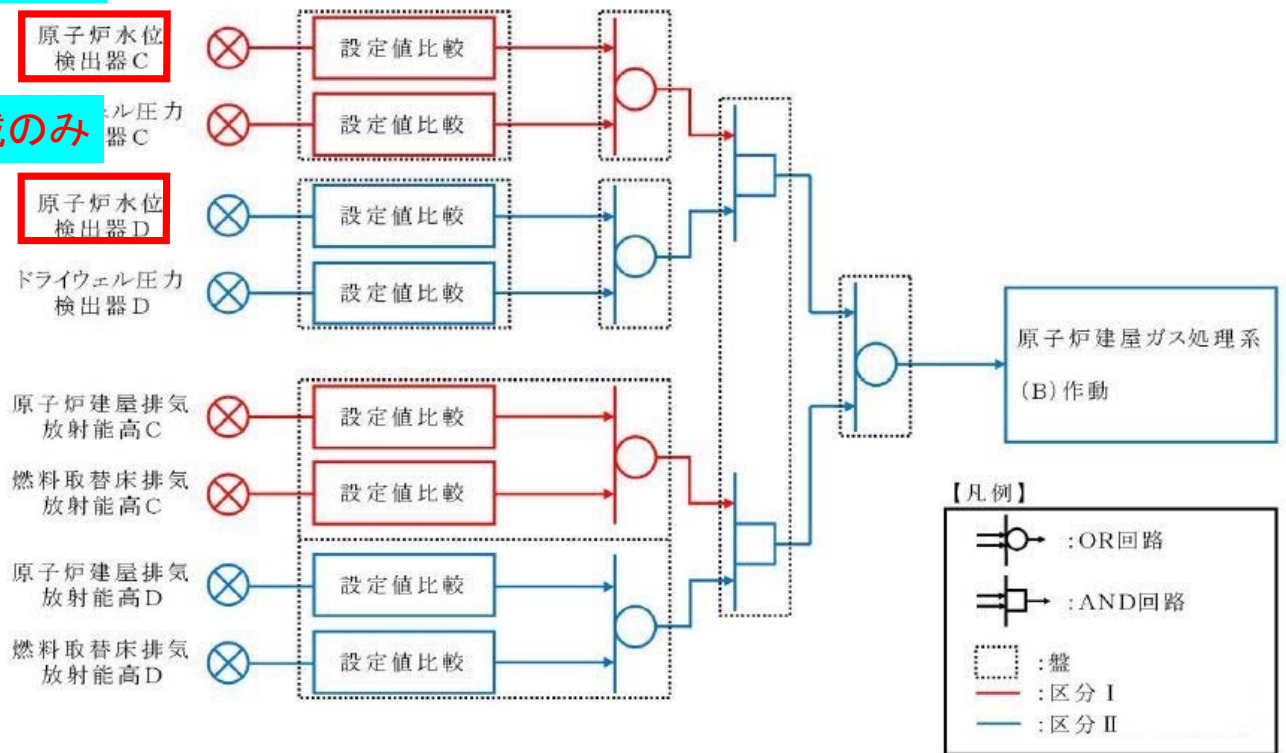 原子炉水位
検出器C
設定値比較
ェル圧力
器C
設定値比較
のみ
原子炉水位
検出器D
設定値比較
ドライウェル圧力
検出器D
設定値比較
原子炉建屋ガス処理系
(B)作動
原子炉建屋排気
放射能高C
設定値比較
燃料取替床排気
放射能高C
設定値比較
原子炉建屋排気
放射能高D
設定値比較
燃料取替床排気
放射能高D
設定値比較
【凡例】
:OR回路
:AND回路
:盤
:区分Ⅰ
:区分Ⅱ